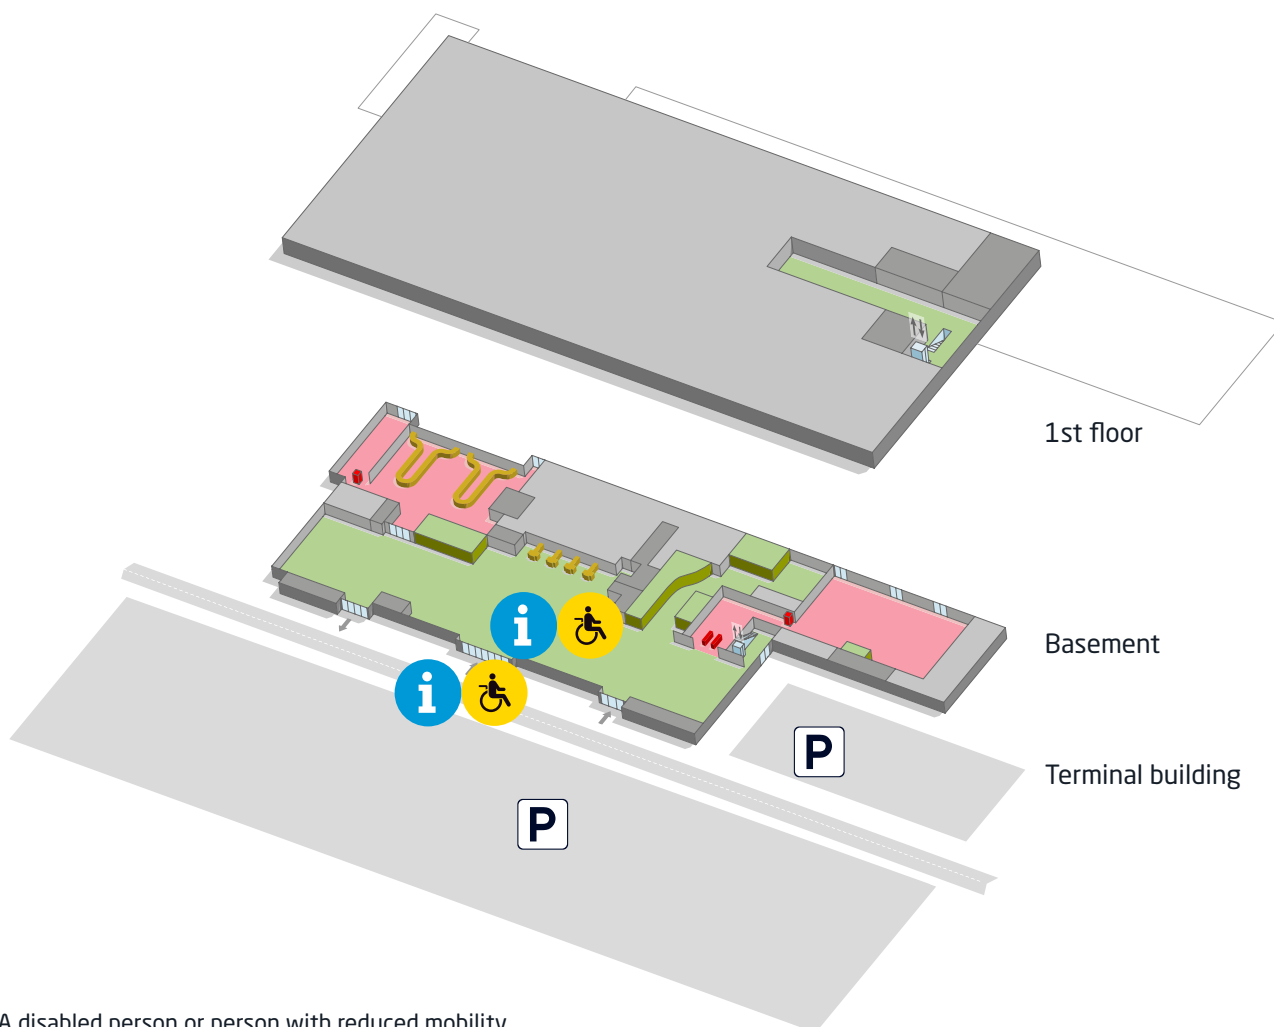 1st floor
Basement
i
i
P
Terminal building
P
A disabled person or person with reduced mobility